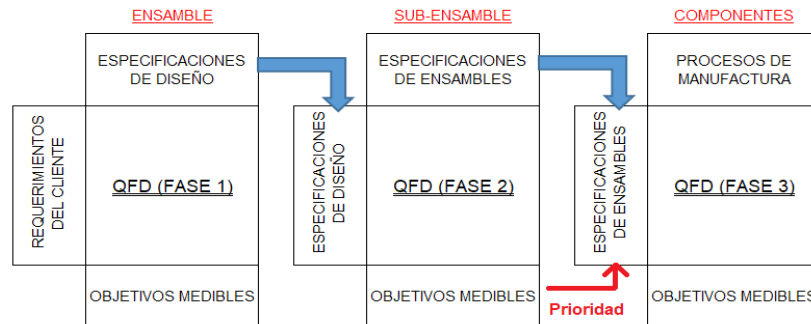 ENSAMBLE
SUB-ENSAMBLE
COMPONENTES
ESPECIFICACIONES
DE DISEÑO
ESPECIFICACIONES
DE ENSAMBLES
PROCESOS DE
MANUFACTURA
REQUERIMIENTOS
DEL CLIENTE
QFD (FASE 1)
ESPECIFICACIONES
DE DISEÑO
QFD (FASE 2)
ESPECIFICACIONES
DE ENSAMBLES
QFD (FASE 3)
OBJETIVOS MEDIBLES
OBJETIVOS MEDIBLES
Prioridad
OBJETIVOS MEDIBLES